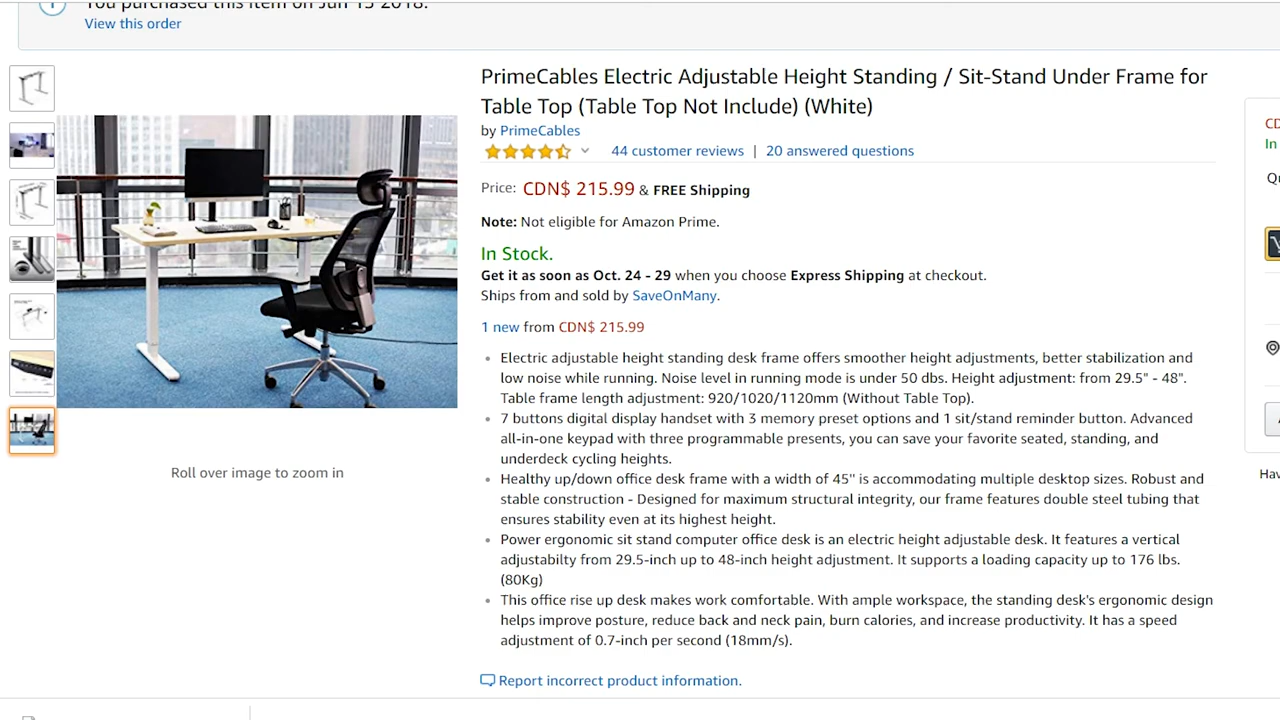 You purchased this item on Jun 15 2018.
View this order
PrimeCables Electric Adjustable Height Standing / Sit-Stand Under Frame for
Table Top (Table Top Not Include) (White)
by PrimeCables
44 customer reviews | 20 answered questions
Price: CDN$ 215.99 & FREE Shipping
Note: Not eligible for Amazon Prime.
In Stock.
Get it as soon as Oct. 24 - 29 when you choose Express Shipping at checkout.
Ships from and sold by SaveOnMany.
1 new from CDN$ 215.99
• Electric adjustable height standing desk frame offers smoother height adjustments, better stabilization and
low noise while running. Noise level in running mode is under 50 dbs. Height adjustment: from 29.5" - 48".
Table frame length adjustment: 920/1020/1120mm (Without Table Top).
• 7 buttons digital display handset with 3 memory preset options and 1 sit/stand reminder button. Advanced
all-in-one keypad with three programmable presents, you can save your favorite seated, standing, and
underdeck cycling heights.
• Healthy up/down office desk frame with a width of 45'' is accommodating multiple desktop sizes. Robust and
stable construction - Designed for maximum structural integrity, our frame features double steel tubing that
ensures stability even at its highest height.
• Power ergonomic sit stand computer office desk is an electric height adjustable desk. It features a vertical
adjustabilty from 29.5-inch up to 48-inch height adjustment. It supports a loading capacity up to 176 lbs.
(80Kg)
• This office rise up desk makes work comfortable. With ample workspace, the standing desk's ergonomic design
helps improve posture, reduce back and neck pain, burn calories, and increase productivity. It has a speed
adjustment of 0.7-inch per second (18mm/s).
Report incorrect product information.
Roll over image to zoom in
CD
In
Qu
Hav